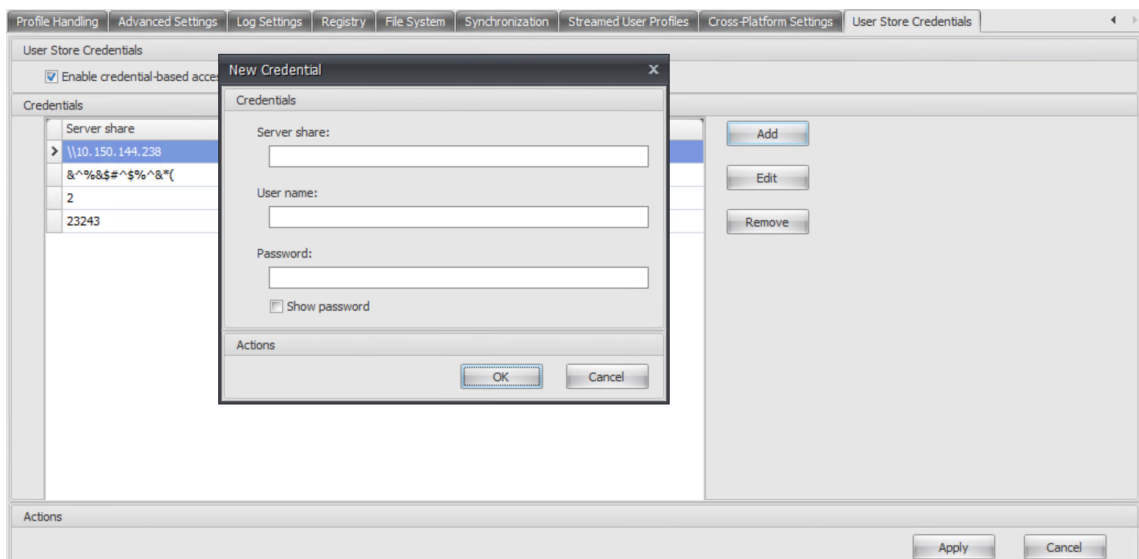 Profile Handling Advanced Settings Log Settings Registry File System Synchronization Streamed User Profiles Cross-Platform Settings User Store Credentials
User Store Credentials
Enable credential-based acces
Credentials
Server share
\\10.150.144.238
&^%&$#^$%^&*(
2
23243
Add
Edit
Remove
New Credential x
Credentials
Server share:
User name:
Password:
Show password
Actions
OK Cancel
Actions
Apply Cancel